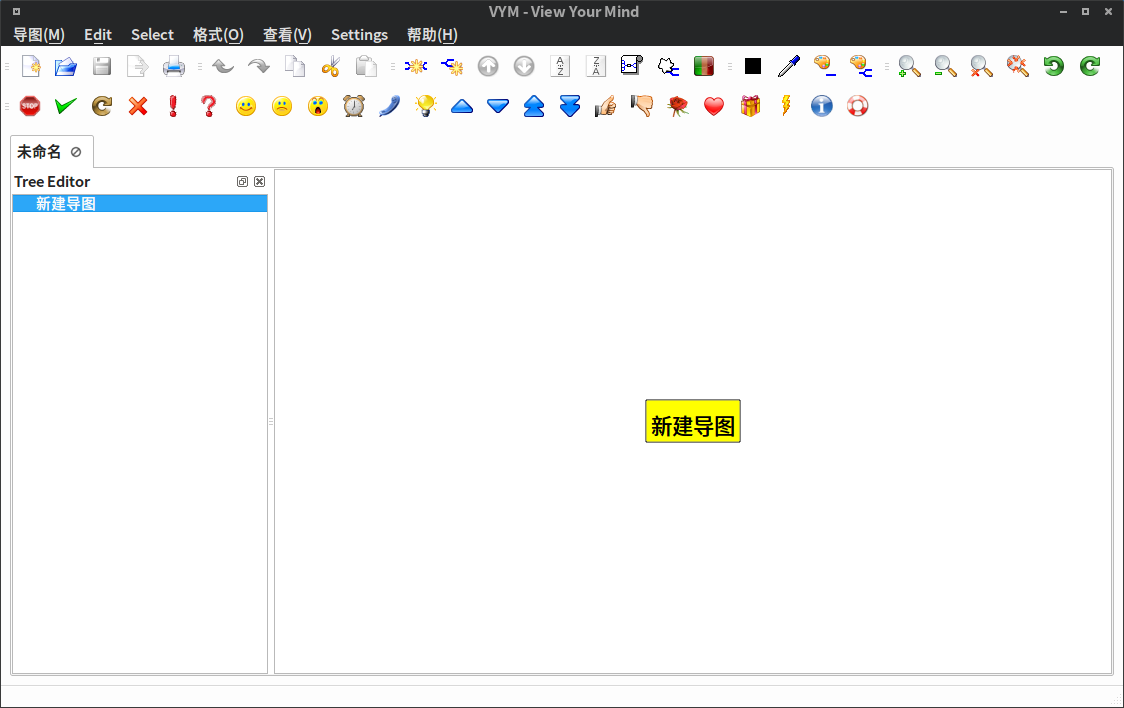 VYM - View Your Mind
导图(M) Edit Select 格式(O) 查看(V) Settings 帮助(H)
A Z Z A
STOP
未命名
Tree Editor
新建导图
新建导图